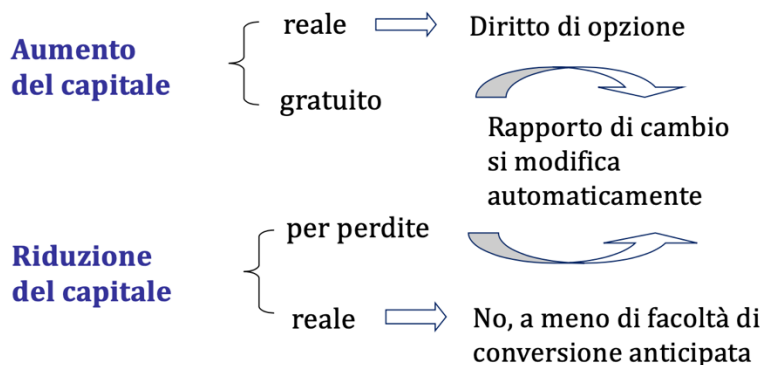 Aumento
del capitale
reale
Diritto di opzione
gratuito
Rapporto di cambio
si modifica
automaticamente
Riduzione
del capitale
per perdite
reale
No, a meno di facoltà di
conversione anticipata